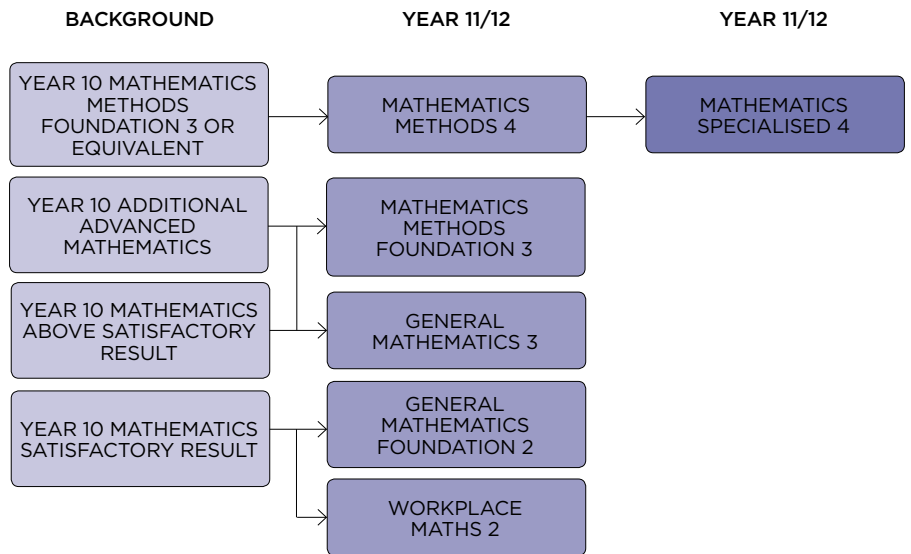 BACKGROUND
YEAR 11/12
YEAR 11/12
YEAR 10 MATHEMATICS
METHODS
FOUNDATION 3 OR
EQUIVALENT
MATHEMATICS
METHODS 4
MATHEMATICS
SPECIALISED 4
YEAR 10 ADDITIONAL
ADVANCED
MATHEMATICS
MATHEMATICS
METHODS
FOUNDATION 3
YEAR 10 MATHEMATICS
ABOVE SATISFACTORY
RESULT
GENERAL
MATHEMATICS 3
YEAR 10 MATHEMATICS
SATISFACTORY RESULT
GENERAL
MATHEMATICS
FOUNDATION 2
WORKPLACE
MATHS 2